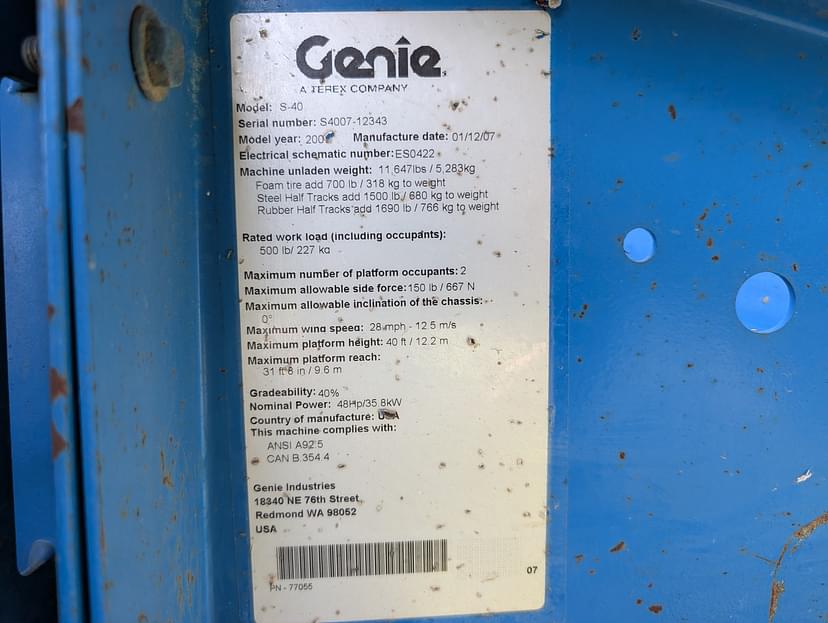 Genie
A TEREX COMPANY
Model: S-40
Serial number: S4007-12343
Model year: Manufacture date: 01/12/07
Electrical schematic number: ES0422
Machine unladen weight: 11,647lbs / 5,283kg
Foam tire add 700 lb / 318 kg to weight
Steel Half Tracks add 1500 lb / 680 kg to weight
Rubber Half Tracks add 1690 lb / 766 kg to weight
Rated work load (including occupants):
500 lb/ 227 kg
Maximum number of platform occupants: 2
Maximum allowable side force: 150 lb / 667 N
Maximum allowable inclination of the chassis:
0°
Maximum wind speed: 28 mph - 12.5 m/s
Maximum platform height: 40 ft / 12.2 m
Maximum platform reach:
31 ft 8 in / 9.6 m
Gradeability: 40%
Nominal Power: 48Hp/35.8kW
Country of manufacture: USA
This machine complies with:
ANSI A92.5
CAN B.354.4
Genie Industries
18340 NE 76th Street
Redmond WA 98052
USA
PN - 77055
07